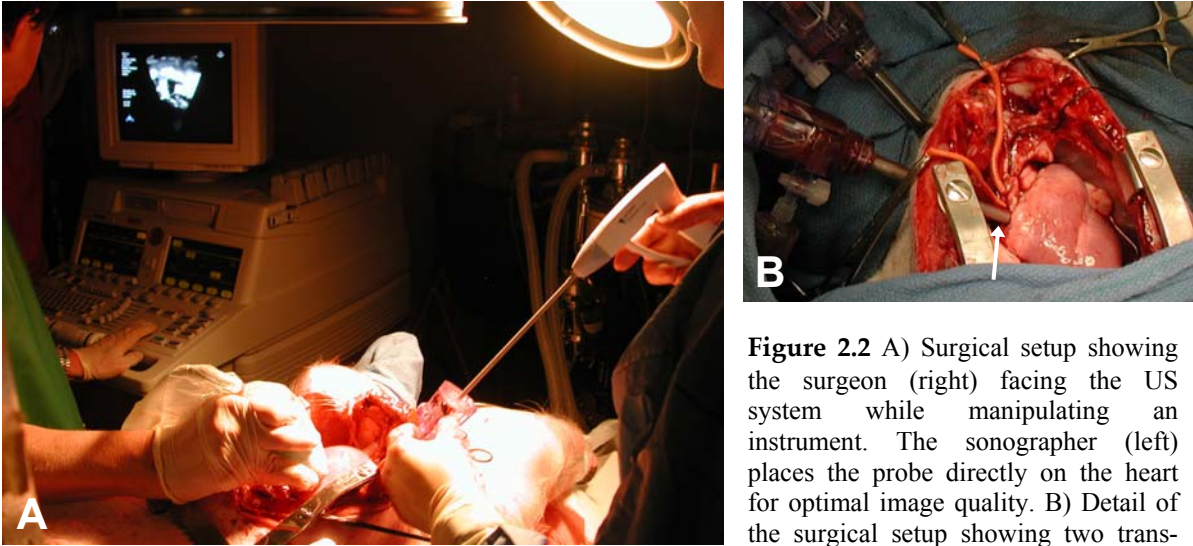 A
B
Figure 2.2 A) Surgical setup showing
the surgeon (right) facing the US
system while manipulating an
instrument. The sonographer (left)
places the probe directly on the heart
for optimal image quality. B) Detail of
the surgical setup showing two trans-